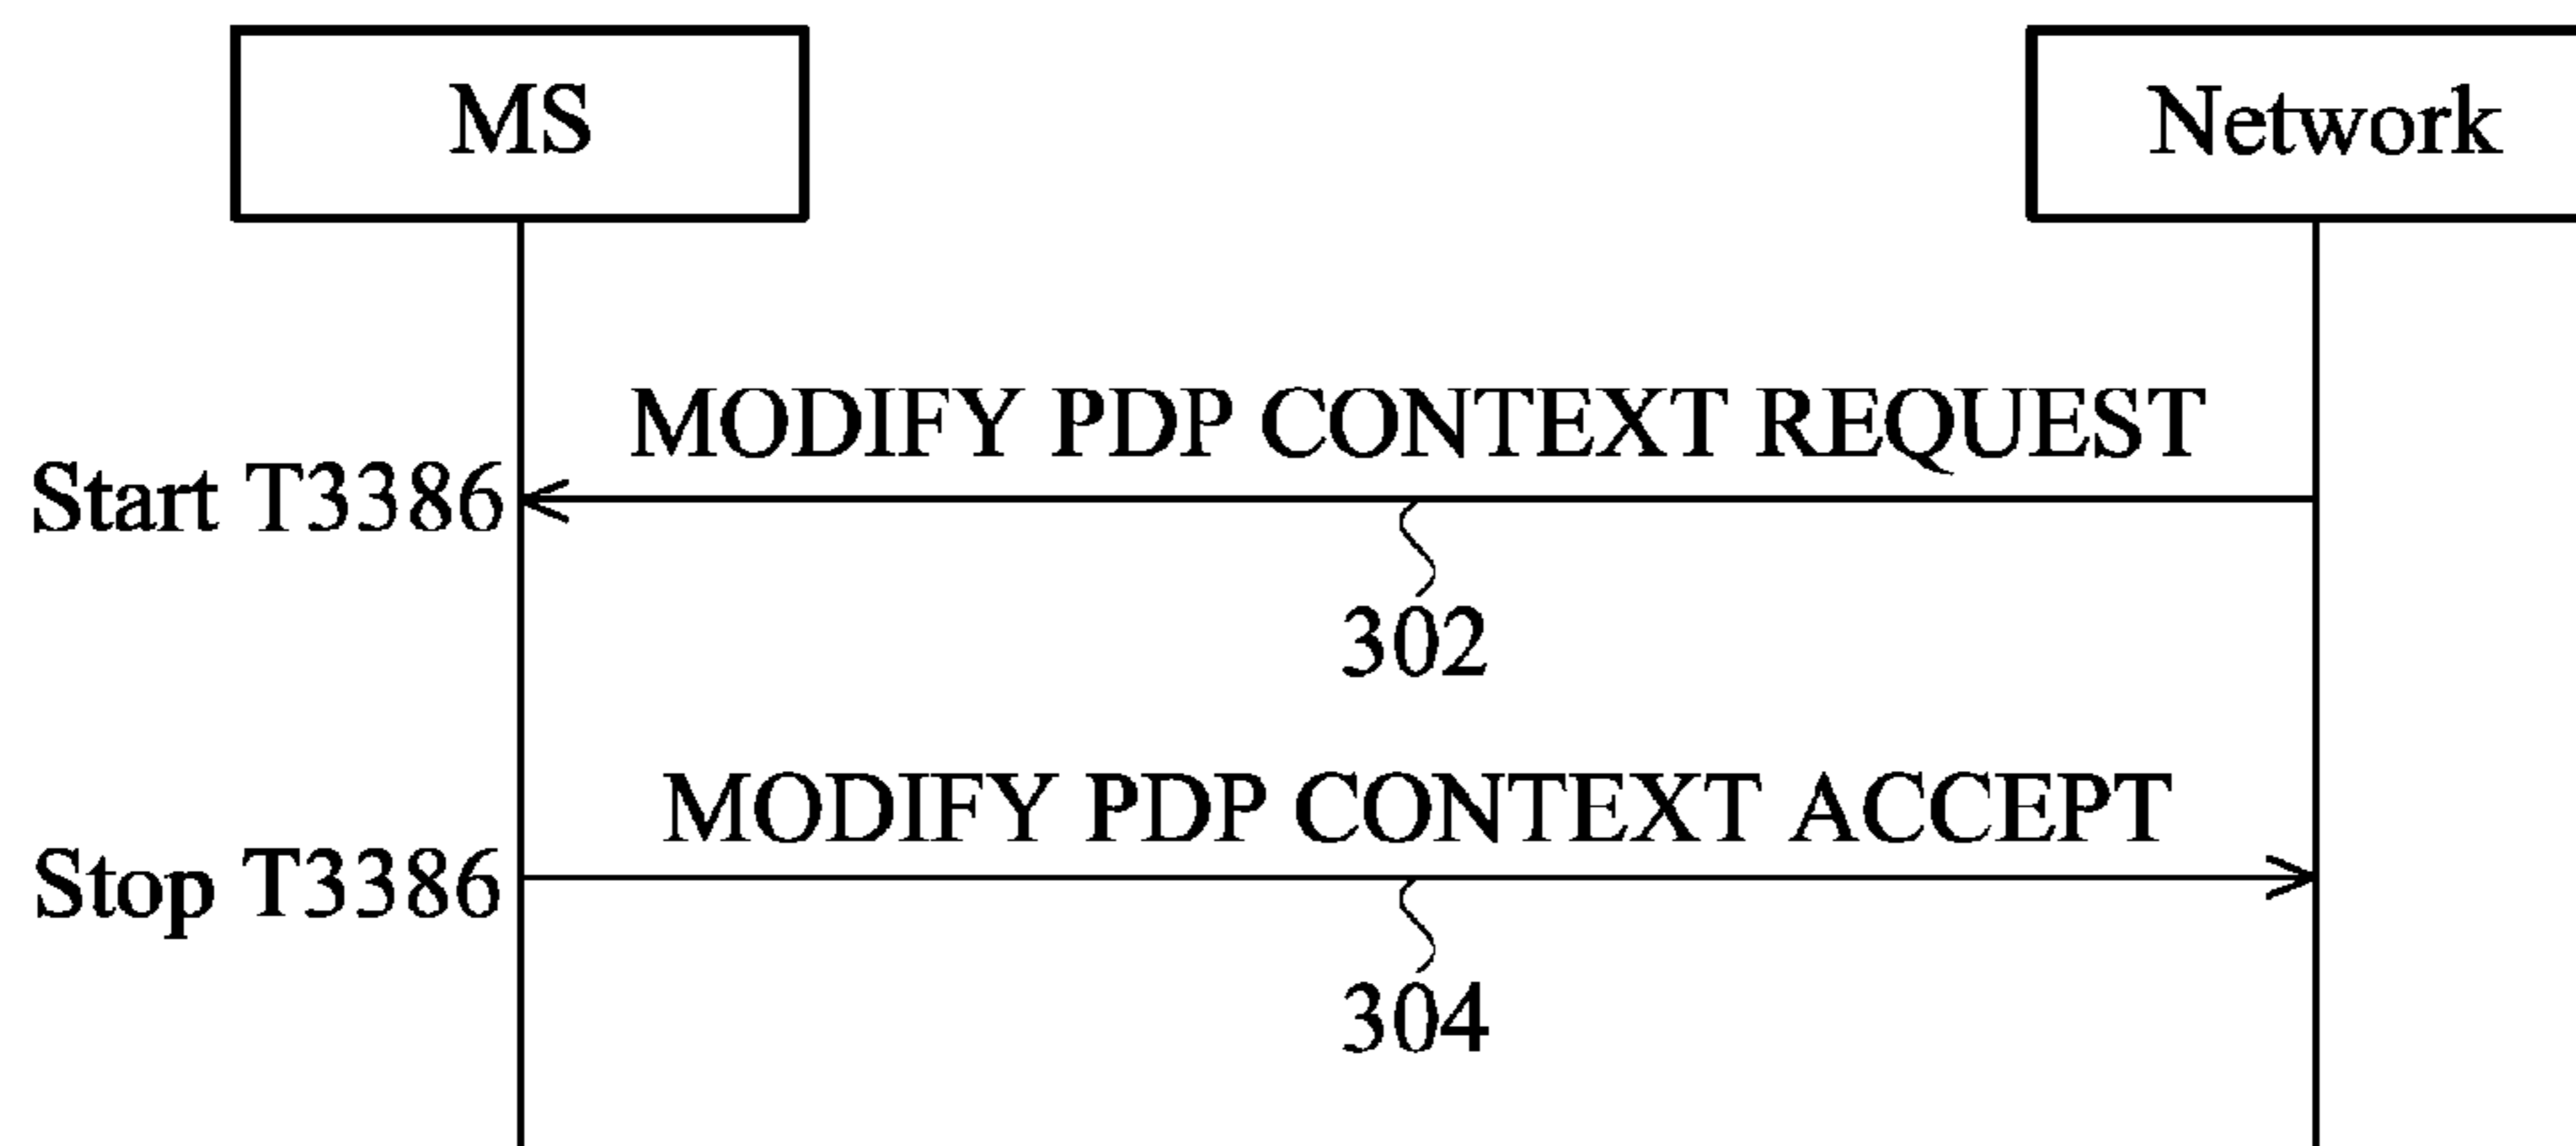 MS
Network
MODIFY PDP CONTEXT REQUEST
Start T3386
302
MODIFY PDP CONTEXT ACCEPT
Stop T3386
304